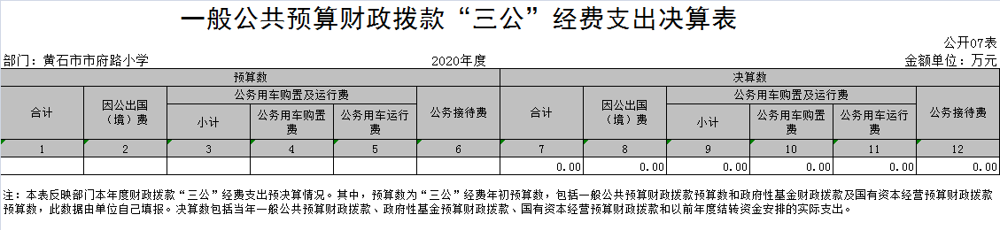 一般公共预算财政拨款“三公”经费支出决算表
公开07表
部门：黄石市市府路小学 2020年度 金额单位：万元
预算数 决算数
合计 因公出国（境）费 公务用车购置及运行费 公务接待费 合计 因公出国（境）费 公务用车购置及运行费 公务接待费
小计 公务用车购置费 公务用车运行费 小计 公务用车购置费 公务用车运行费
1 2 3 4 5 6 7 8 9 10 11 12
0.00 0.00 0.00 0.00 0.00 0.00
注：本表反映部门本年度财政拨款“三公”经费支出预决算情况。其中，预算数为“三公”经费年初预算数，包括一般公共预算财政拨款预算数和政府性基金财政拨款及国有资本经营预算财政拨款
预算数，此数据由单位自己填报。决算数包括当年一般公共预算财政拨款、政府性基金预算财政拨款、国有资本经营预算财政拨款和以前年度结转资金安排的实际支出。